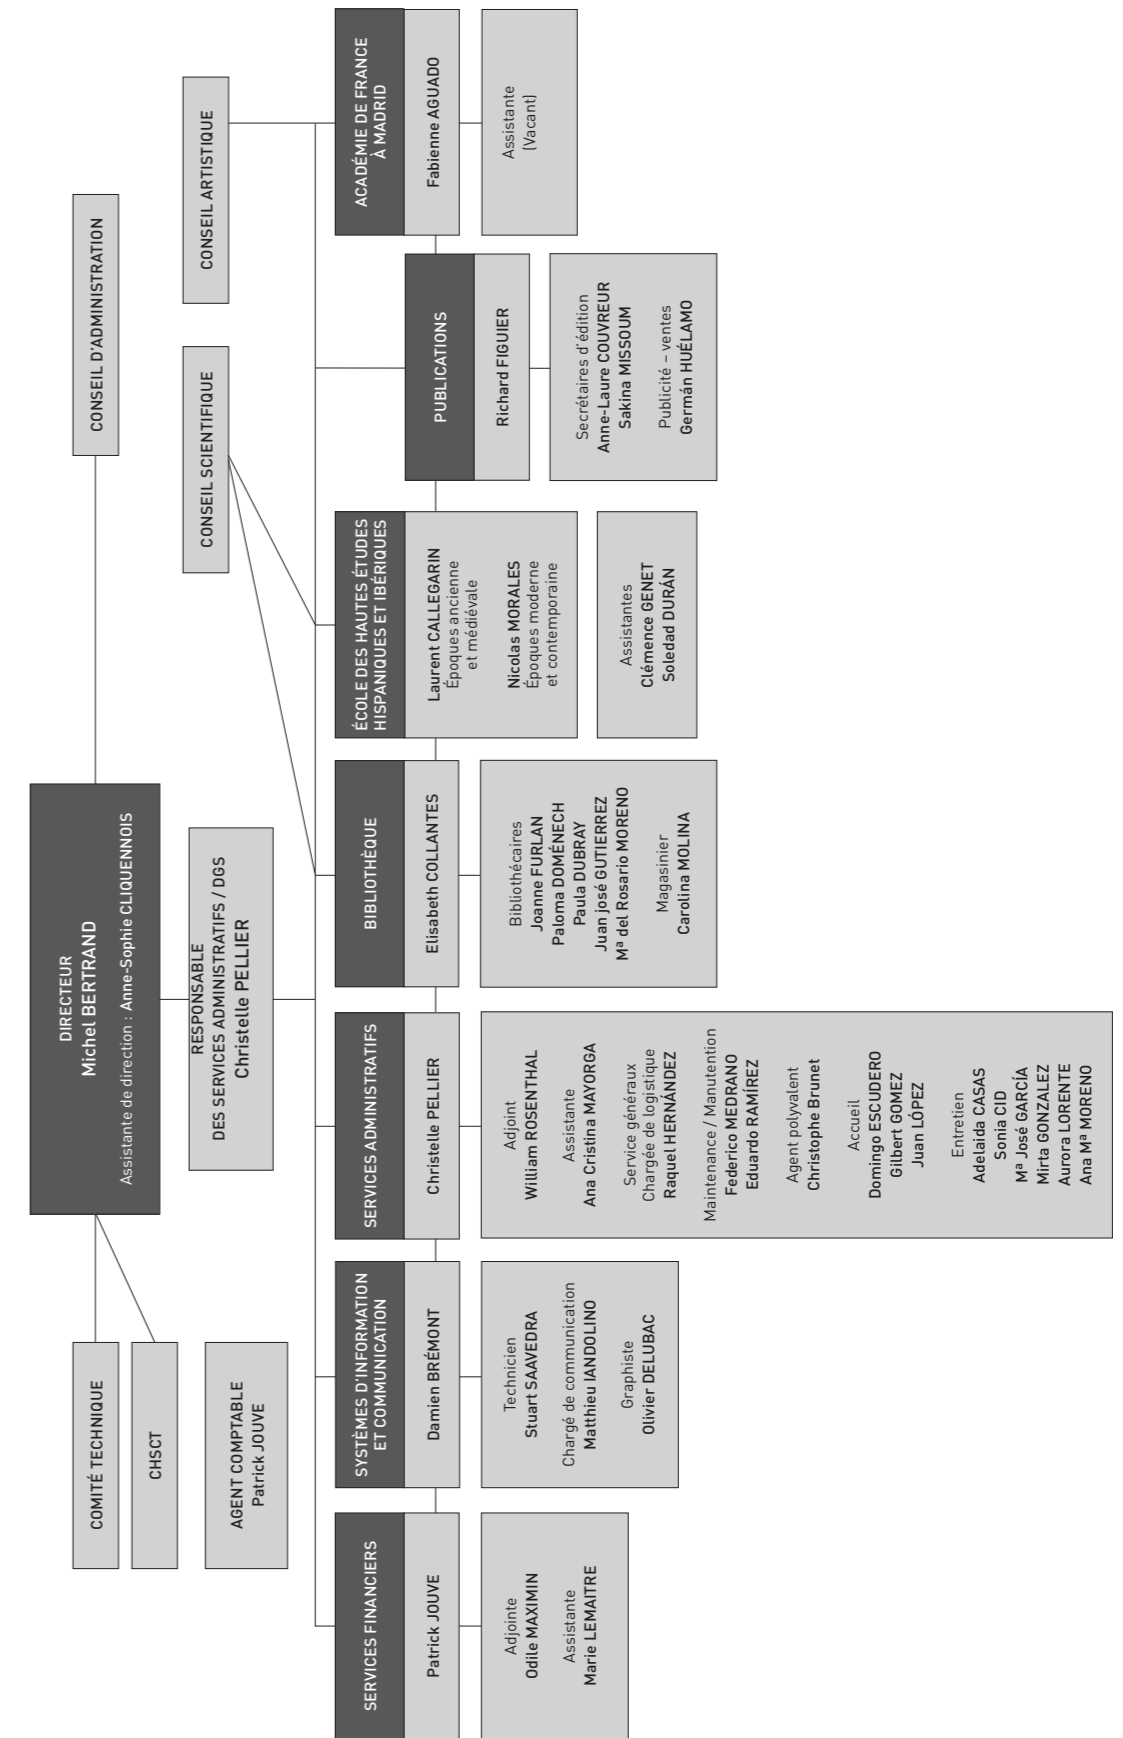 DIRECTEUR
Michel BERTRAND
Assistante de direction : Anne-Sophie CLIQUENNOIS
COMITÉ TECHNIQUE
CHSCT
CONSEIL D'ADMINISTRATION
AGENT COMPTABLE
Patrick JOUVE
RESPONSABLE
DES SERVICES ADMINISTRATIFS / DGS
Christelle PELLIER
CONSEIL SCIENTIFIQUE
CONSEIL ARTISTIQUE
SERVICES FINANCIERS
Patrick JOUVE
Adjointe
Odile MAXIMIN
Assistante
Marie LEMAITRE
SYSTÈMES D'INFORMATION
ET COMMUNICATION
Damien BRÉMONT
Technicien
Stuart SAAVEDRA
Chargé de communication
Matthieu IANDOLINO
Graphiste
Olivier DELUBAC
SERVICES ADMINISTRATIFS
Christelle PELLIER
Adjoint
William ROSENTHAL
Assistante
Ana Cristina MAYORGA
Service généraux
Chargée de logistique
Raquel HERNÁNDEZ
Maintenance / Manutention
Federico MEDRANO
Eduardo RAMÍREZ
Agent polyvalent
Christophe Brunet
Accueil
Domingo ESCUDERO
Gilbert GOMEZ
Juan LÓPEZ
Entretien
Adelaida CASAS
Sonia CID
Mª José GARCÍA
Mirta GONZALEZ
Aurora LORENTE
Ana Mª MORENO
BIBLIOTHÈQUE
Elisabeth COLLANTES
Bibliothécaires
Joanne FURLAN
Paloma DOMÉNECH
Paula DUBRAY
Juan josé GUTIERREZ
Mª del Rosario MORENO
Magasinier
Carolina MOLINA
ÉCOLE DES HAUTES ÉTUDES
HISPANIQUES ET IBÉRIQUES
Laurent CALLEGARIN
Époques ancienne
et médiévale
Nicolas MORALES
Époques moderne
et contemporaine
Assistantes
Clémence GENET
Soledad DURÁN
PUBLICATIONS
Richard FIGUIER
Secrétaires d'édition
Anne-Laure COUVREUR
Sakina MISSOUM
Publicité – ventes
Germán HUÉLAMO
ACADÉMIE DE FRANCE
À MADRID
Fabienne AGUADO
Assistante
(Vacant)